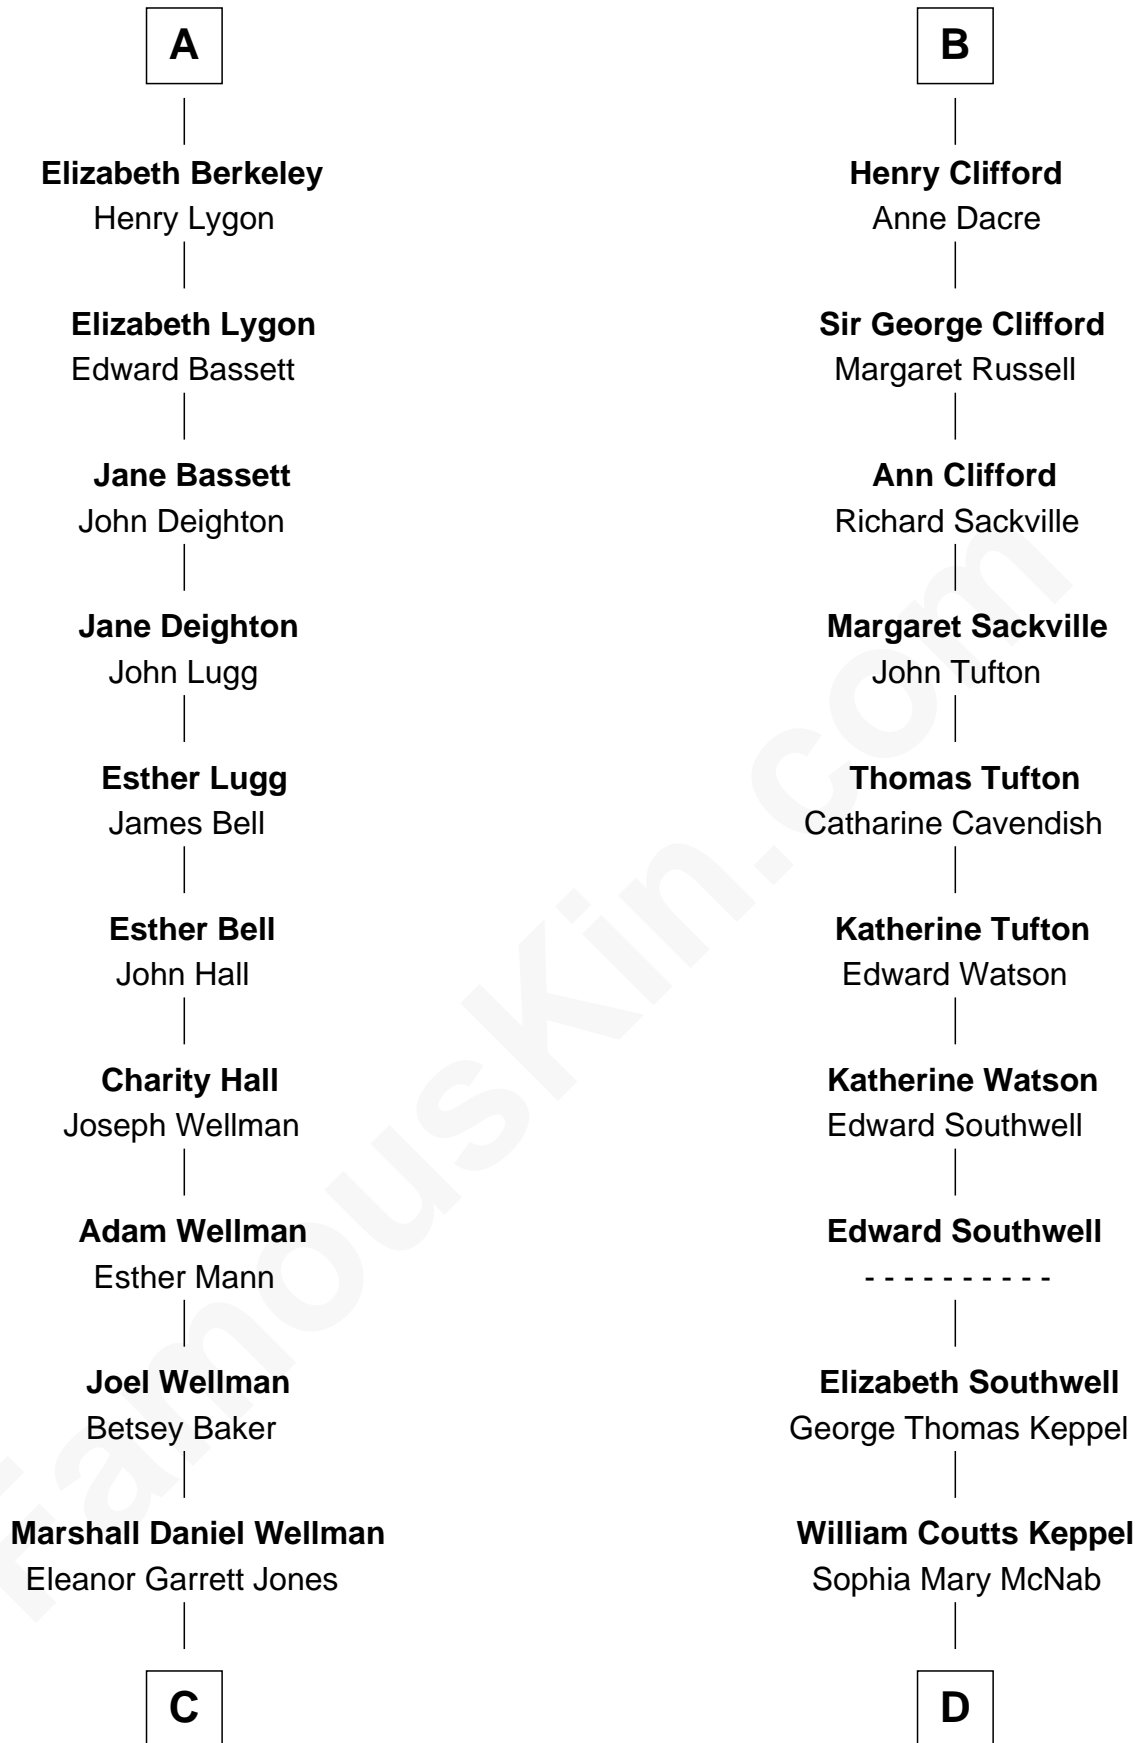 A
Elizabeth Berkeley
Henry Lygon
Elizabeth Lygon
Edward Bassett
Jane Bassett
John Deighton
Jane Deighton
John Lugg
Esther Lugg
James Bell
Esther Bell
John Hall
Charity Hall
Joseph Wellman
Adam Wellman
Esther Mann
Joel Wellman
Betsey Baker
Marshall Daniel Wellman
Eleanor Garrett Jones
C
B
Henry Clifford
Anne Dacre
Sir George Clifford
Margaret Russell
Ann Clifford
Richard Sackville
Margaret Sackville
John Tufton
Thomas Tufton
Catharine Cavendish
Katherine Tufton
Edward Watson
Katherine Watson
Edward Southwell
Edward Southwell
- - - - - - - - - -
Elizabeth Southwell
George Thomas Keppel
William Coutts Keppel
Sophia Mary McNab
D
FamousKin.com